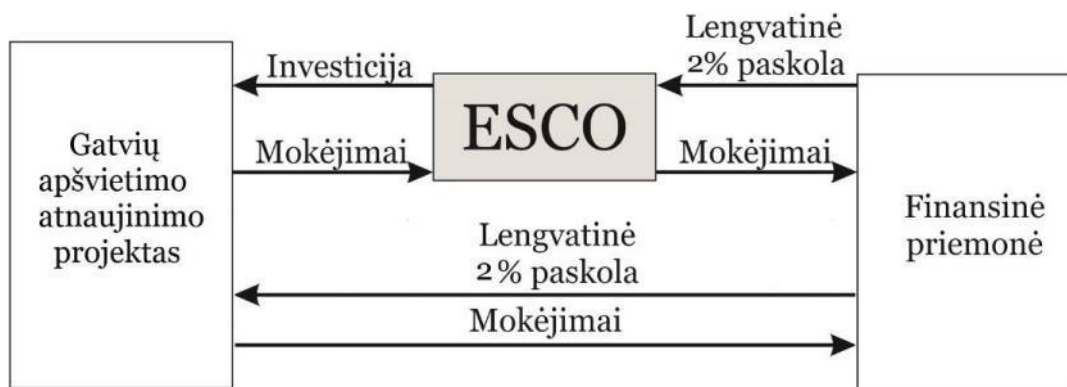 Gatvių
apšvietimo
atnaujinimo
projektas
Investicija
Mokėjimai
ESCO
Lengvatinė
2% paskola
Mokėjimai
Lengvatinė
2% paskola
Mokėjimai
Finansinė
priemonė